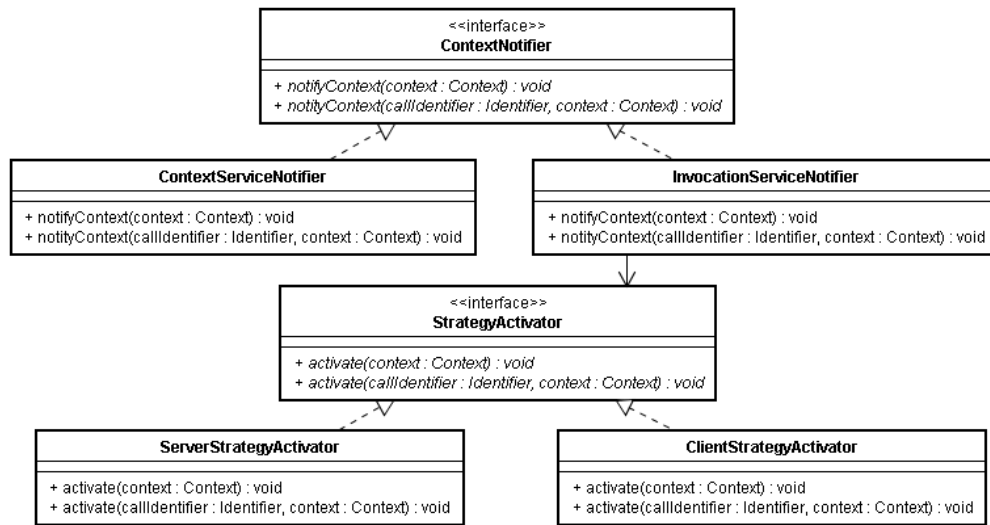 <<interface>>
ContextNotifier
+ notifyContext(context : Context) : void
+ notityContext(callIdentifier : Identifier, context : Context) : void
ContextServiceNotifier
+ notifyContext(context : Context) : void
+ notityContext(callIdentifier : Identifier, context : Context) : void
InvocationServiceNotifier
+ notifyContext(context : Context) : void
+ notityContext(callIdentifier : Identifier, context : Context) : void
<<interface>>
StrategyActivator
+ activate(context : Context) : void
+ activate(callIdentifier : Identifier, context : Context) : void
ServerStrategyActivator
+ activate(context : Context) : void
+ activate(callIdentifier : Identifier, context : Context) : void
ClientStrategyActivator
+ activate(context : Context) : void
+ activate(callIdentifier : Identifier, context : Context) : void